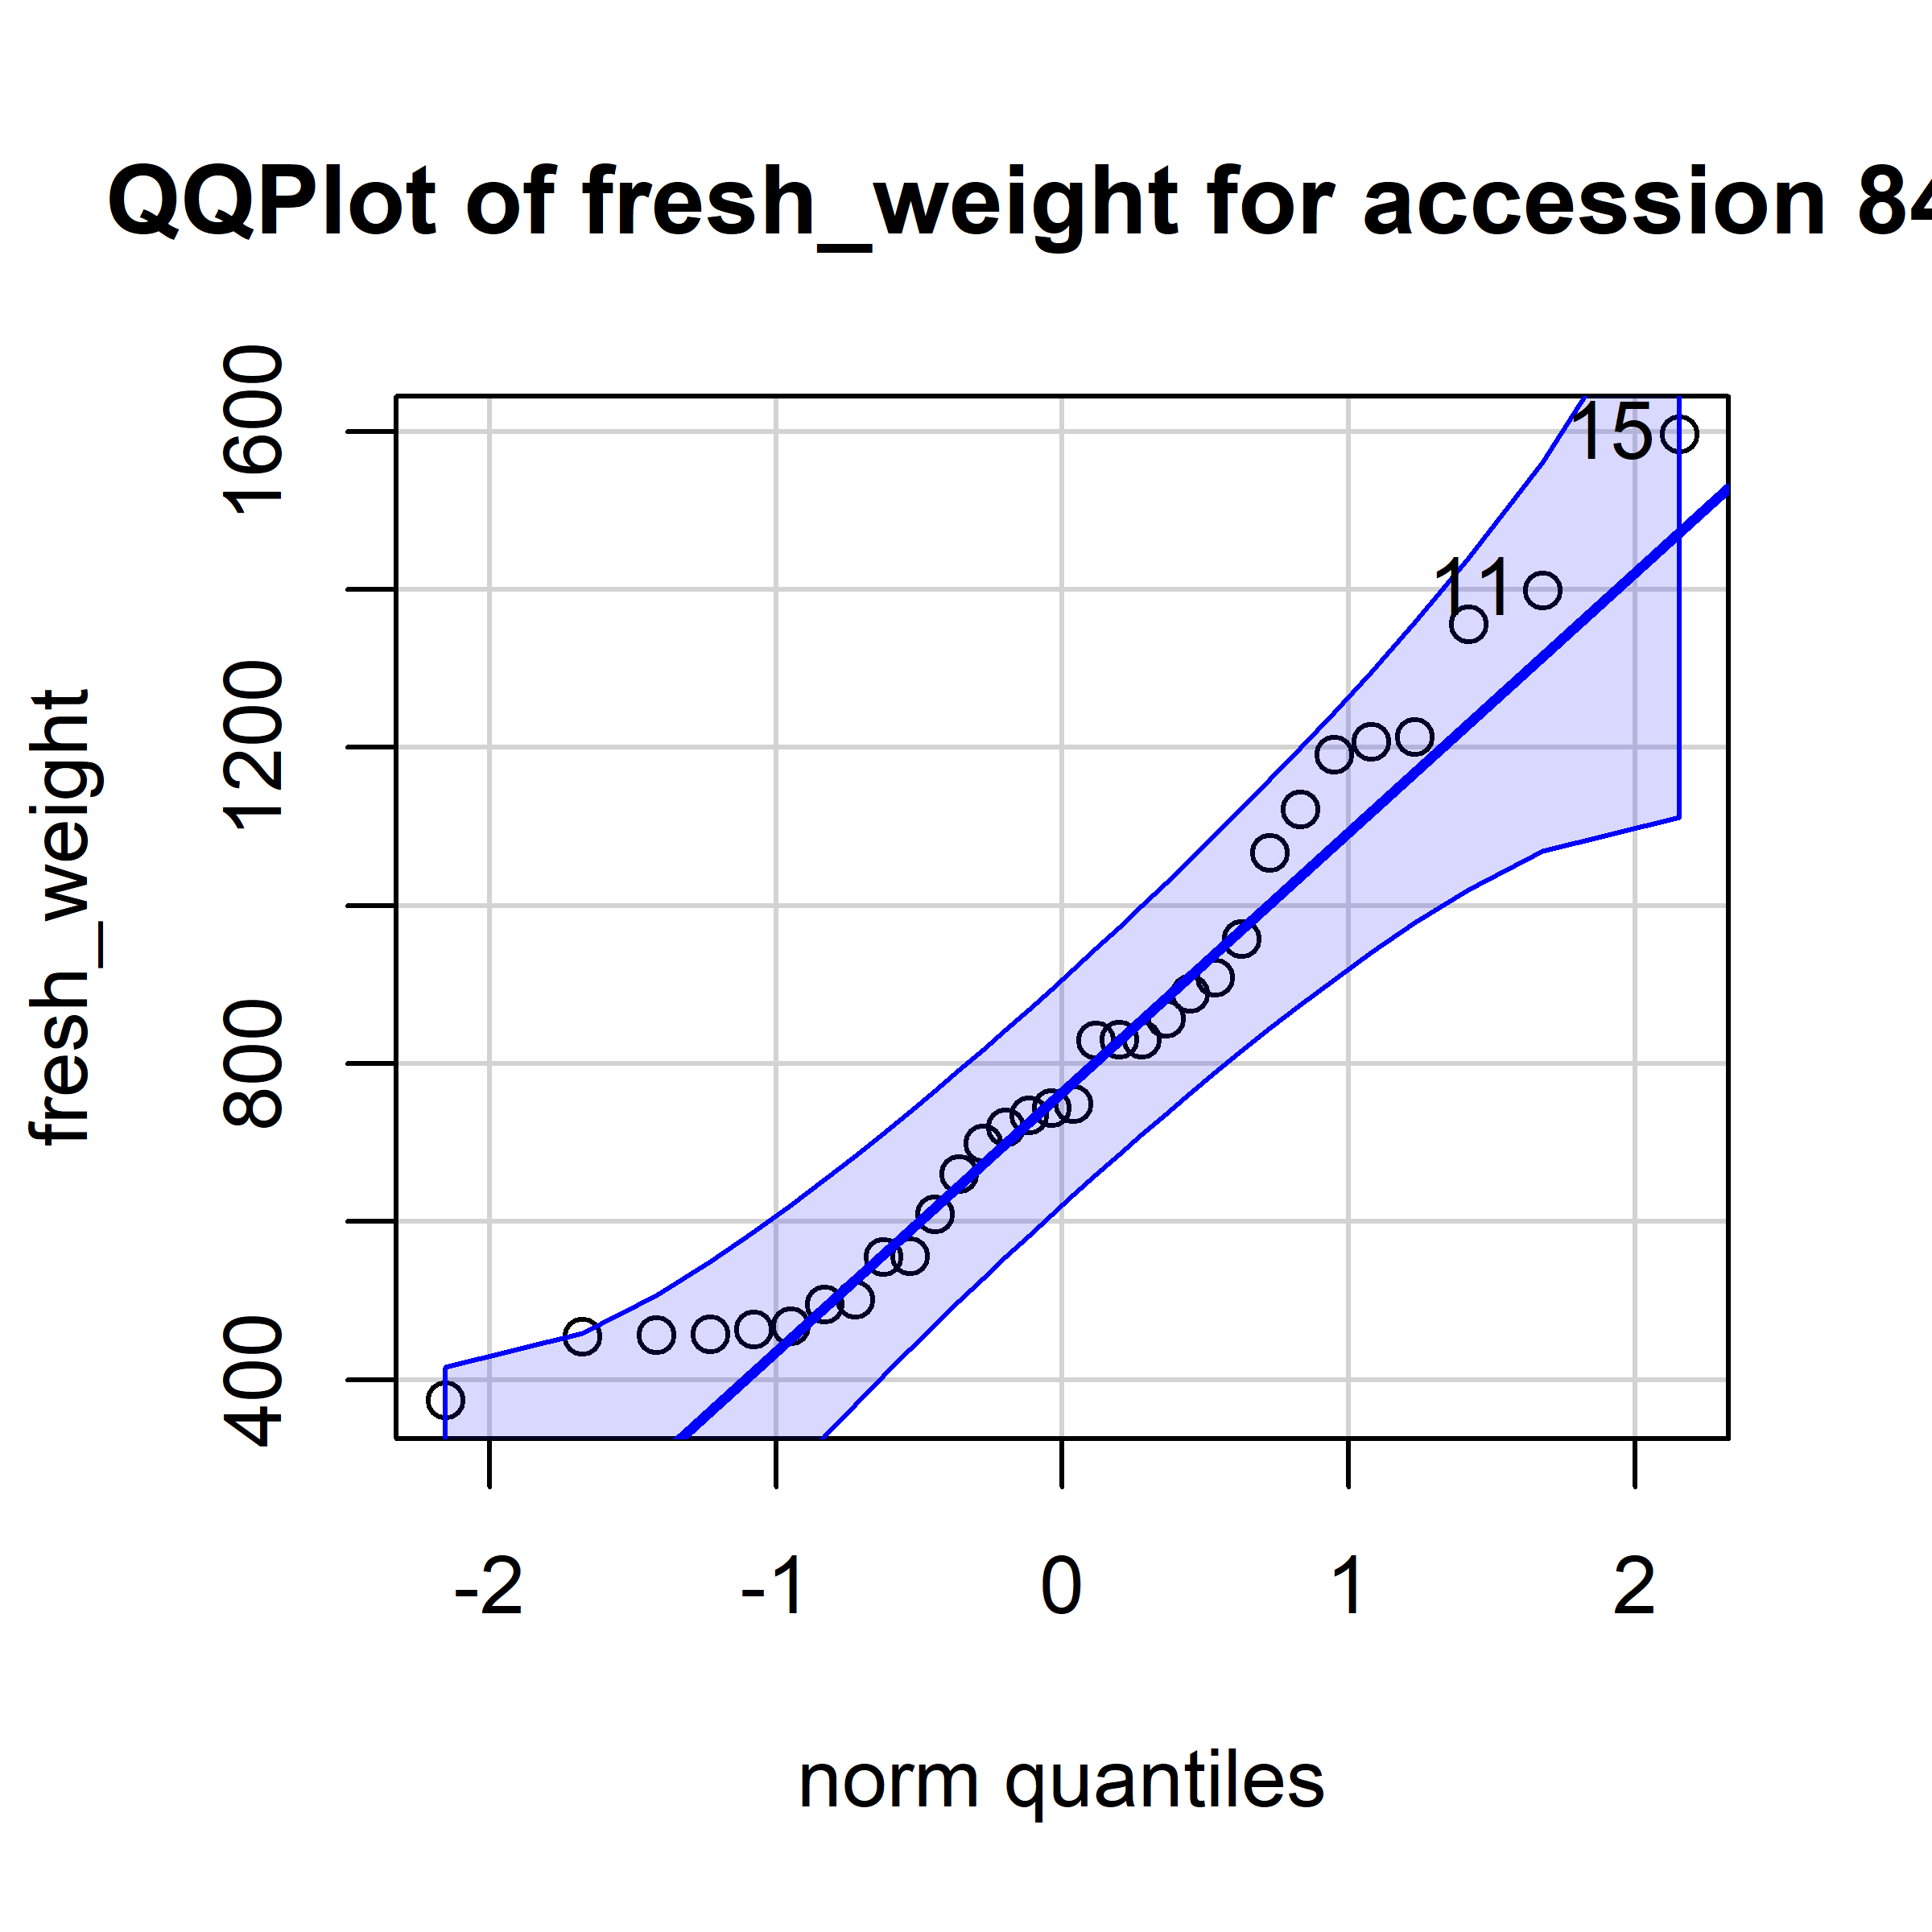 QQPlot of fresh_weight for accession 84
fresh_weight
1600
1200
800
400
15
11
-2 -1 0 1 2
norm quantiles